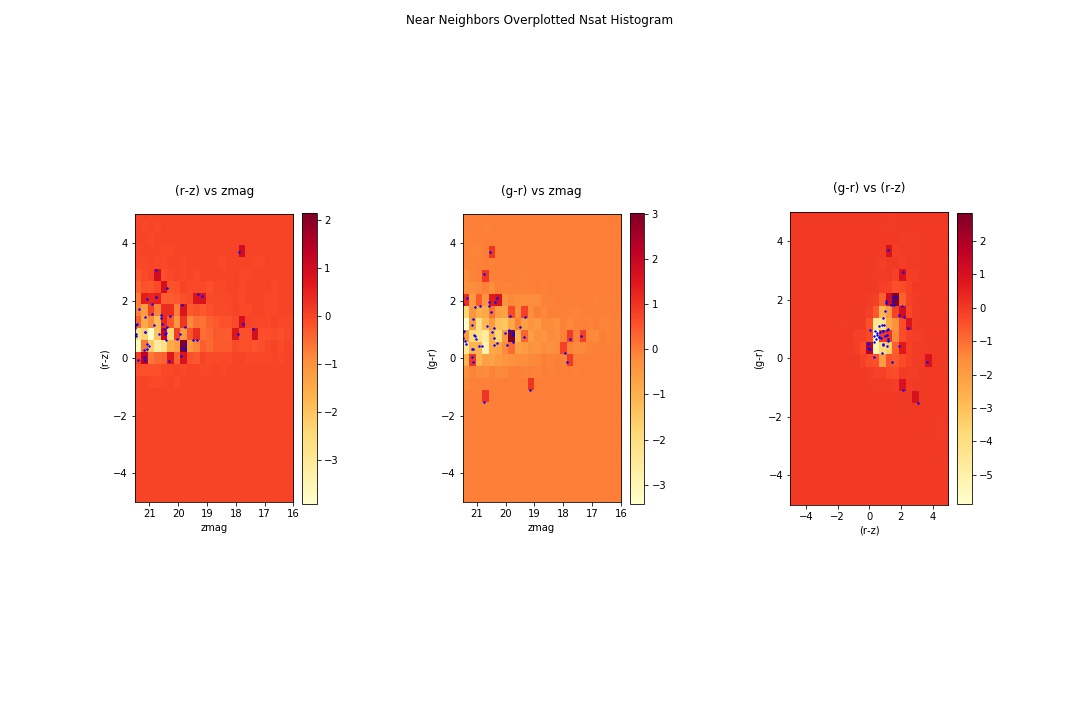 Near Neighbors Overplotted Nsat Histogram
(r-z) vs zmag
(r-z)
4
2
0
−2
−4
21 20 19 18 17 16
zmag
2
1
0
−1
−2
−3
(g-r) vs zmag
(g-r)
4
2
0
−2
−4
21 20 19 18 17 16
zmag
3
2
1
0
−1
−2
−3
(g-r) vs (r-z)
(g-r)
4
2
0
−2
−4
−4 −2 0 2 4
(r-z)
2
1
0
−1
−2
−3
−4
−5